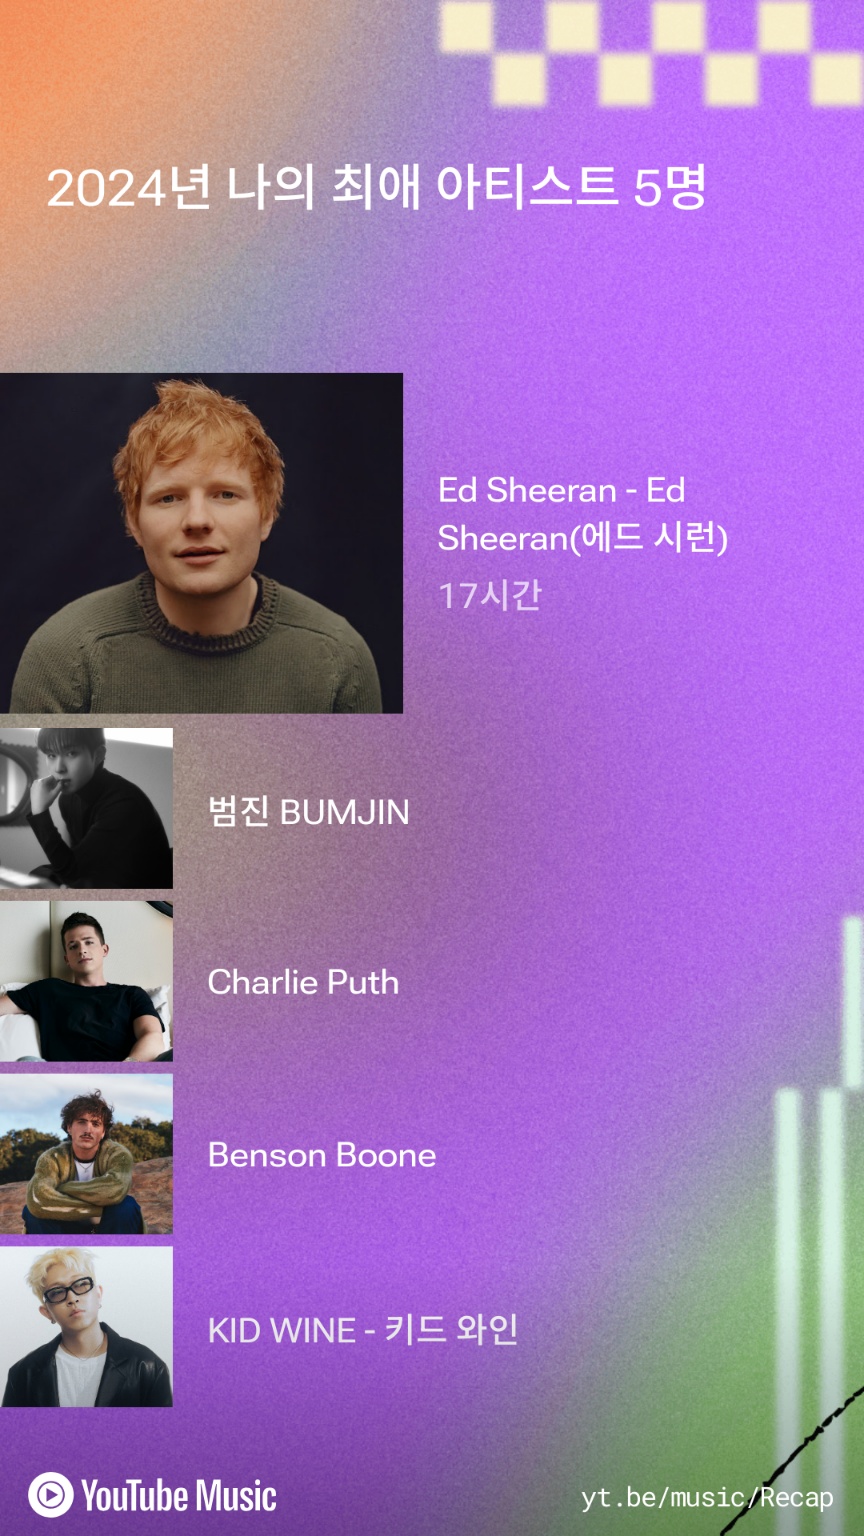 2024년 나의 최애 아티스트 5명
Ed Sheeran - Ed
Sheeran(에드 시런)
17시간
범진 BUMJIN
Charlie Puth
Benson Boone
KID WINE - 키드 와인
YouTube Music
yt.be/music/Recap